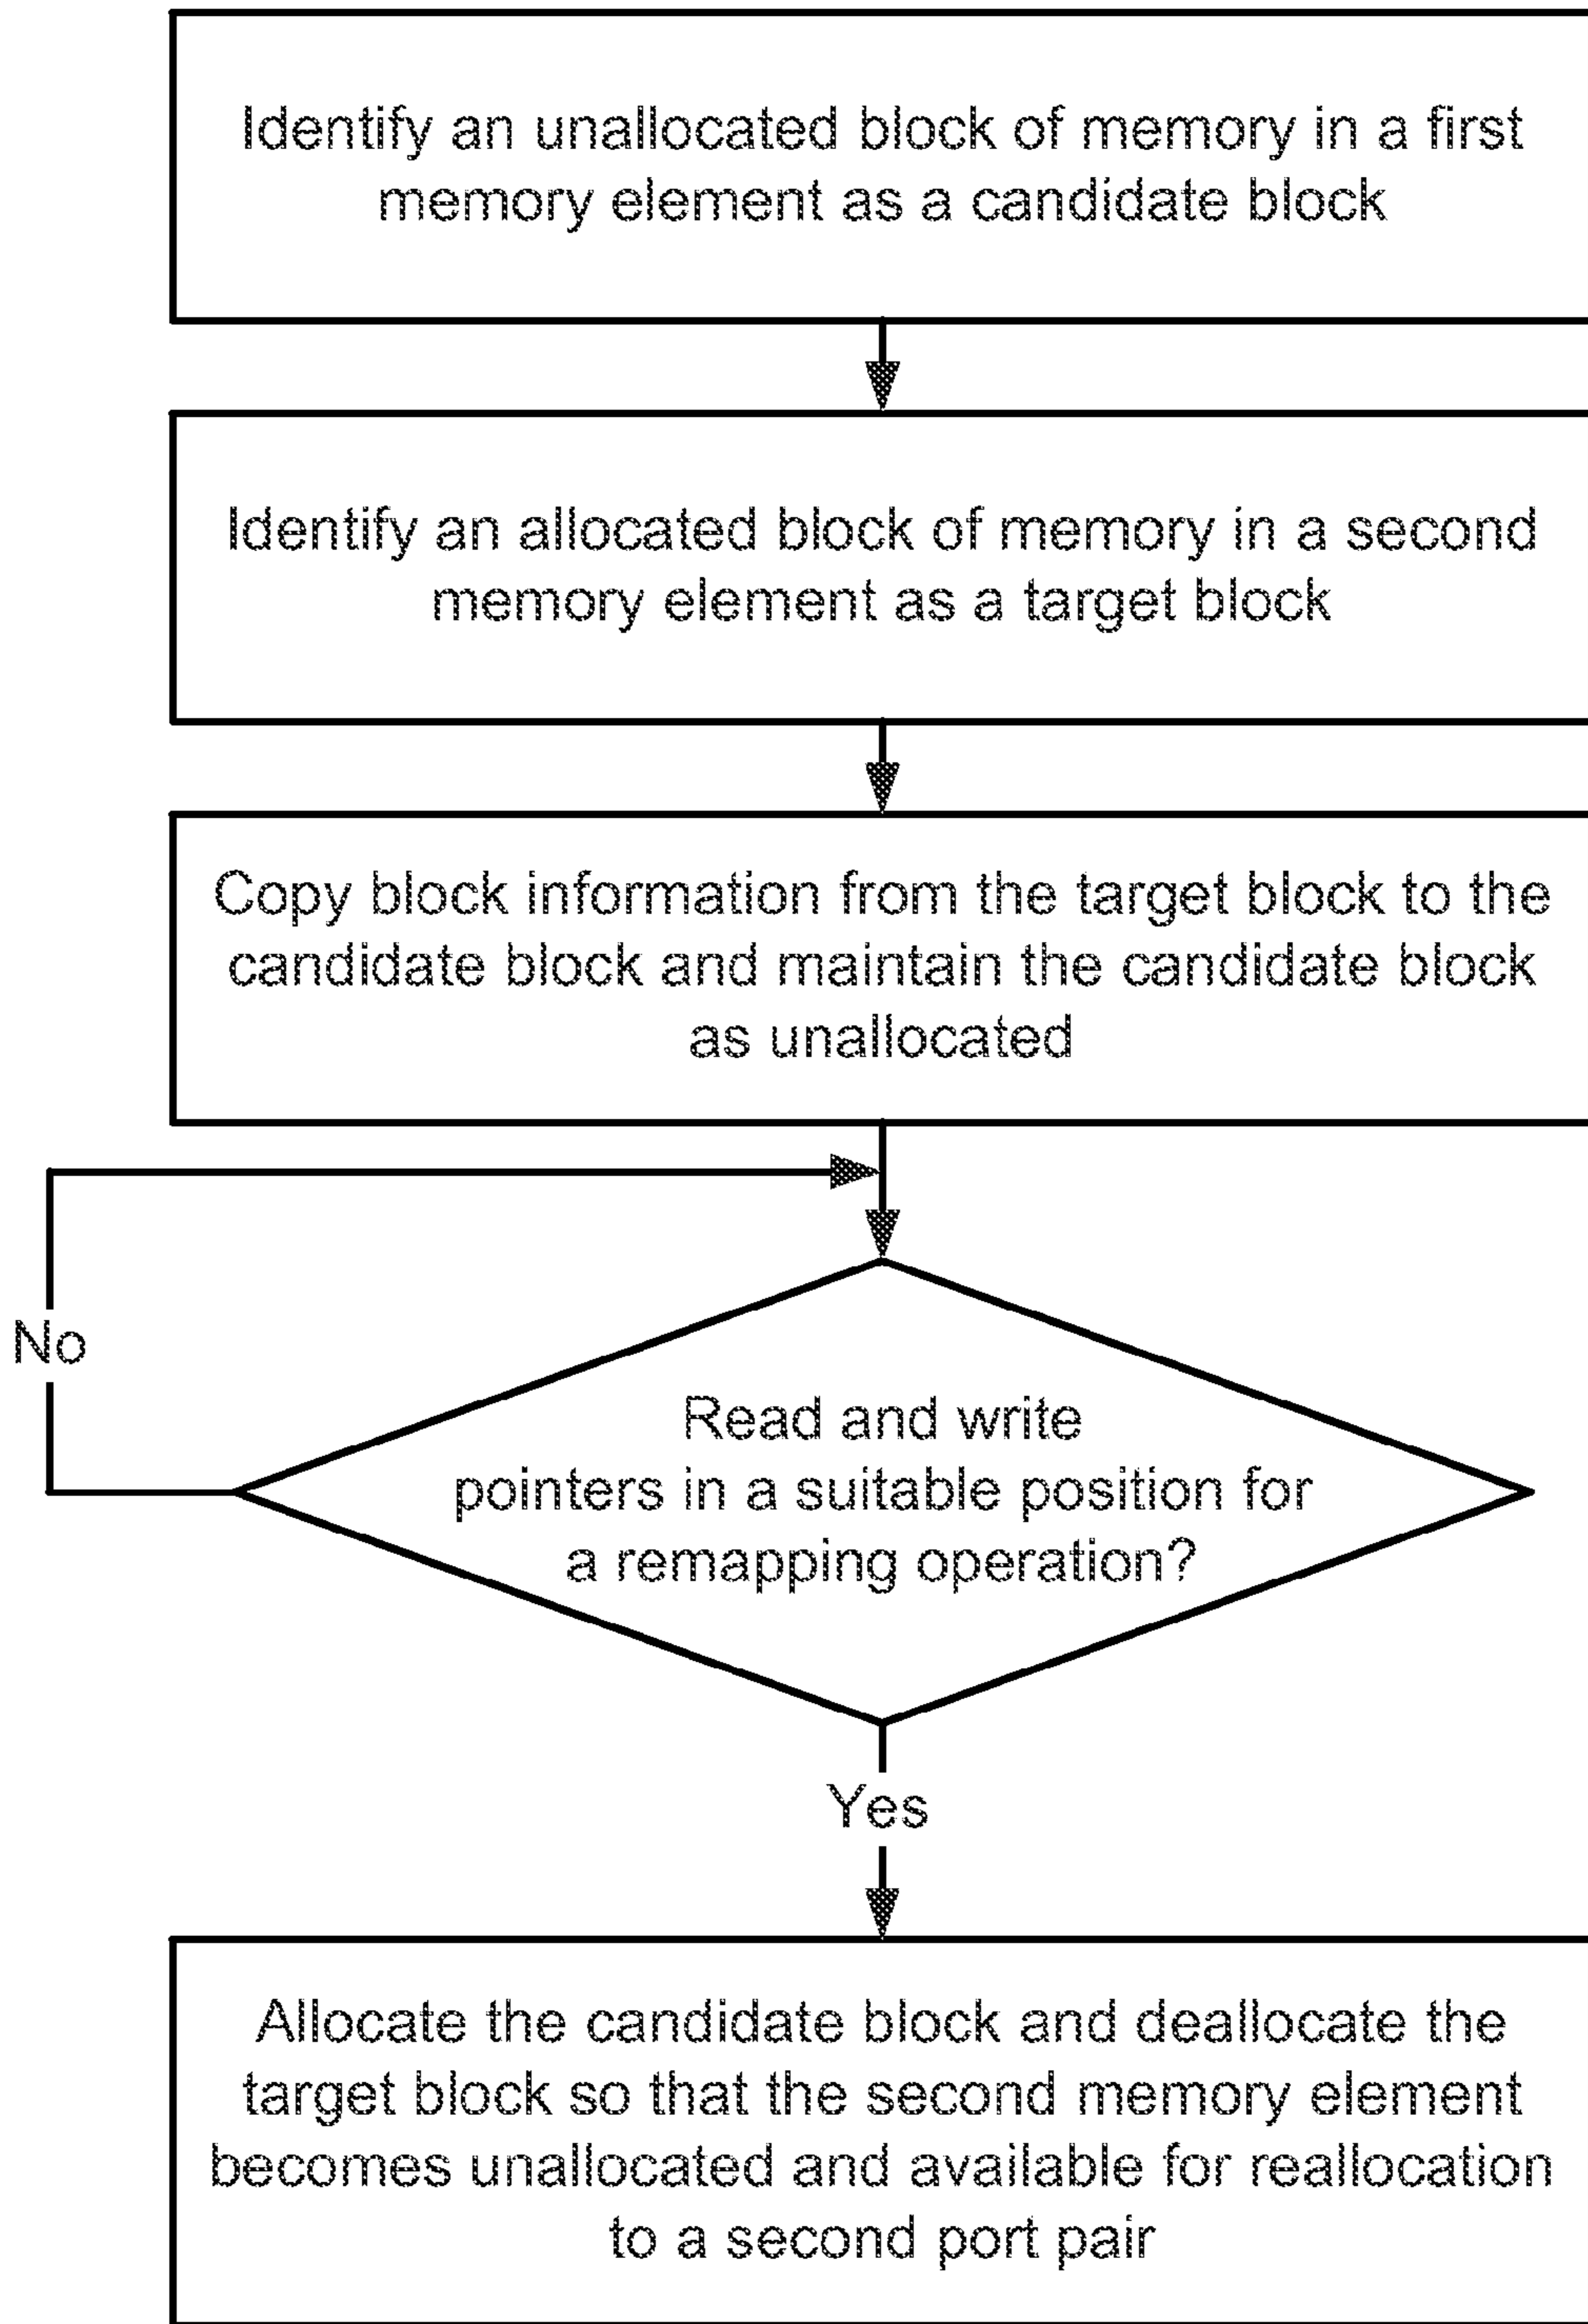 Identify an unallocated block of memory in a first
memory element as a candidate block
Identify an allocated block of memory in a second
memory element as a target block
Copy block information from the target block to the
candidate block and maintain the candidate block
as unallocated
No
Read and write
pointers in a suitable position for
a remapping operation?
Yes
Allocate the candidate block and deallocate the
target block so that the second memory element
becomes unallocated and available for reallocation
to a second port pair